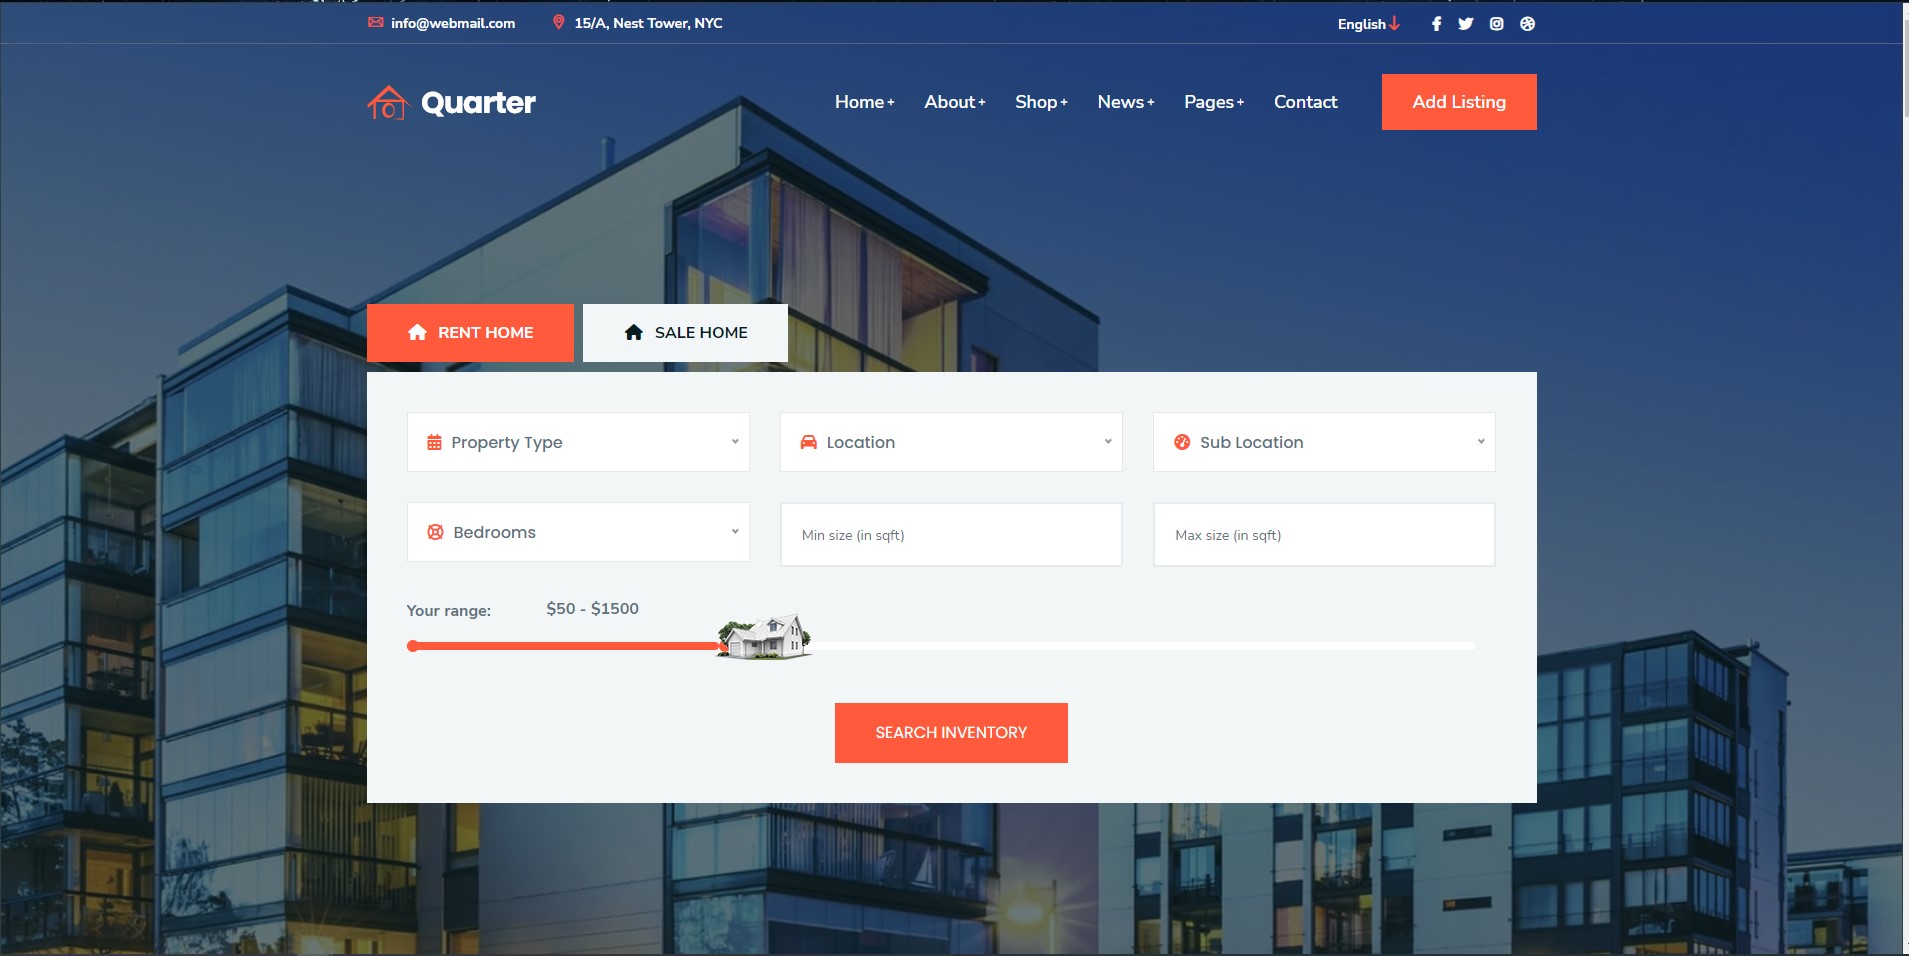 info@webmail.com
15/A, Nest Tower, NYC
English
Quarter
Home +
About +
Shop +
News +
Pages +
Contact
Add Listing
RENT HOME
SALE HOME
Property Type
Location
Sub Location
Bedrooms
Min size (in sqft)
Max size (in sqft)
Your range:
$50 - $1500
SEARCH INVENTORY